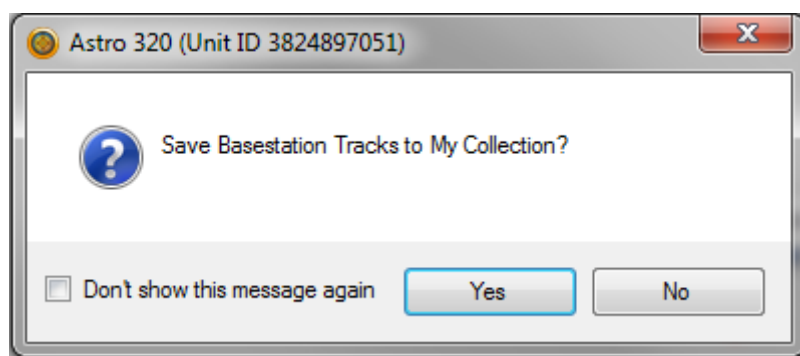 Astro 320 (Unit ID 3824897051)
Save Basestation Tracks to My Collection?
Don't show this message again
Yes
No